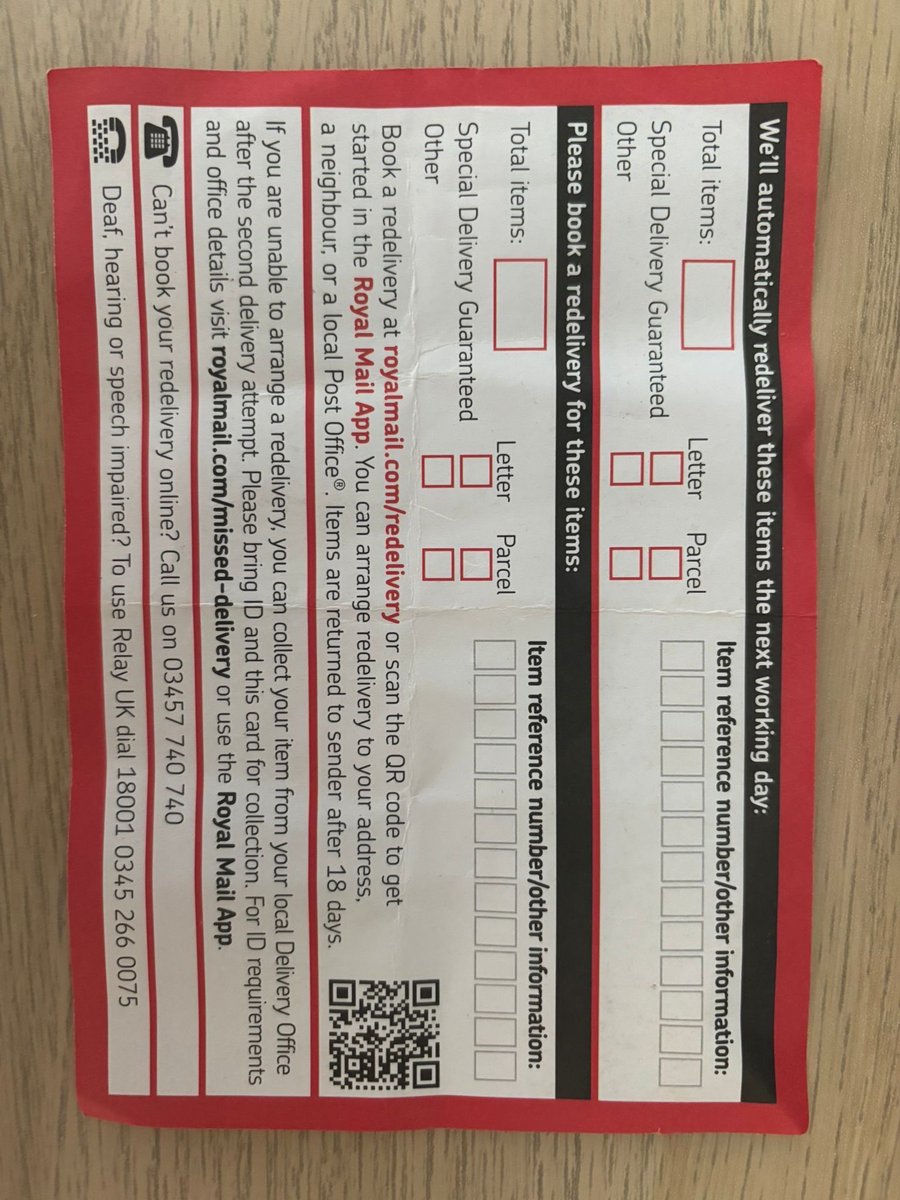 We'll automatically redeliver these items the next working day:
Total items:
Letter Parcel
Item reference number/other information:
Special Delivery Guaranteed
Other
Please book a redelivery for these items:
Total items:
Letter Parcel
Item reference number/other information:
Special Delivery Guaranteed
Other
Book a redelivery at royalmail.com/redelivery or scan the QR code to get
started in the Royal Mail App. You can arrange redelivery to your address,
a neighbour, or a local Post Office®. Items are returned to sender after 18 days.
If you are unable to arrange a redelivery, you can collect your item from your local Delivery Office
after the second delivery attempt. Please bring ID and this card for collection. For ID requirements
and office details visit royalmail.com/missed-delivery or use the Royal Mail App.
Can't book your redelivery online? Call us on 03457 740 740
Deaf, hearing or speech impaired? To use Relay UK dial 18001 0345 266 0075